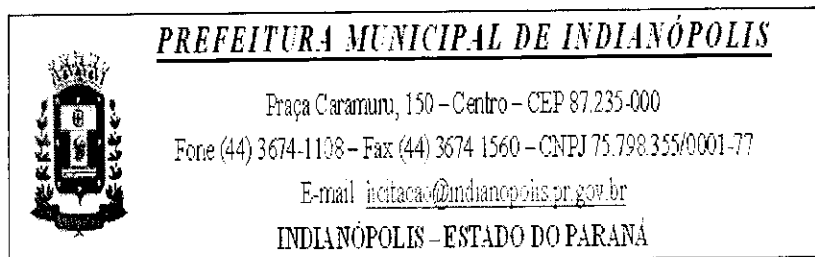 PREFEITURA MUNICIPAL DE INDIANÓPOLIS
Praça Caramuru, 150 – Centro – CEP 87.235-000
Fone (44) 3674-1108 – Fax (44) 3674 1560 – CNPJ 75.798.355/0001-77
E-mail licitacao@indianopolis.pr.gov.br
INDIANÓPOLIS – ESTADO DO PARANÁ